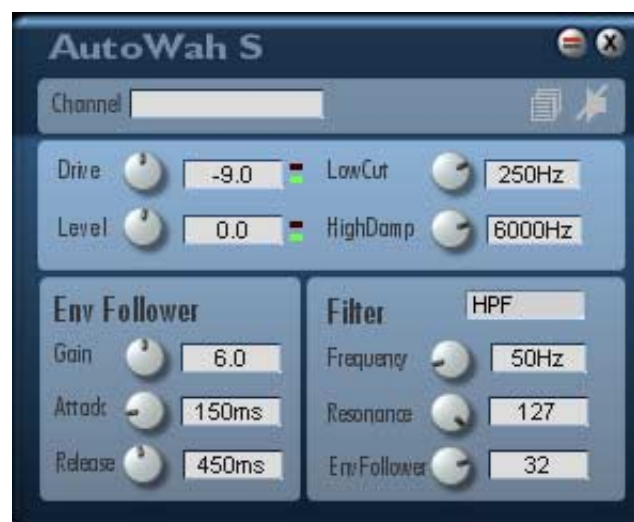 AutoWah S
Channel
Drive -9.0 LowCut 250Hz
Level 0.0 HighDamp 6000Hz
Env Follower
Gain 6.0
Attack 150ms
Release 450ms
Filter HPF
Frequency 50Hz
Resonance 127
EnvFollower 32